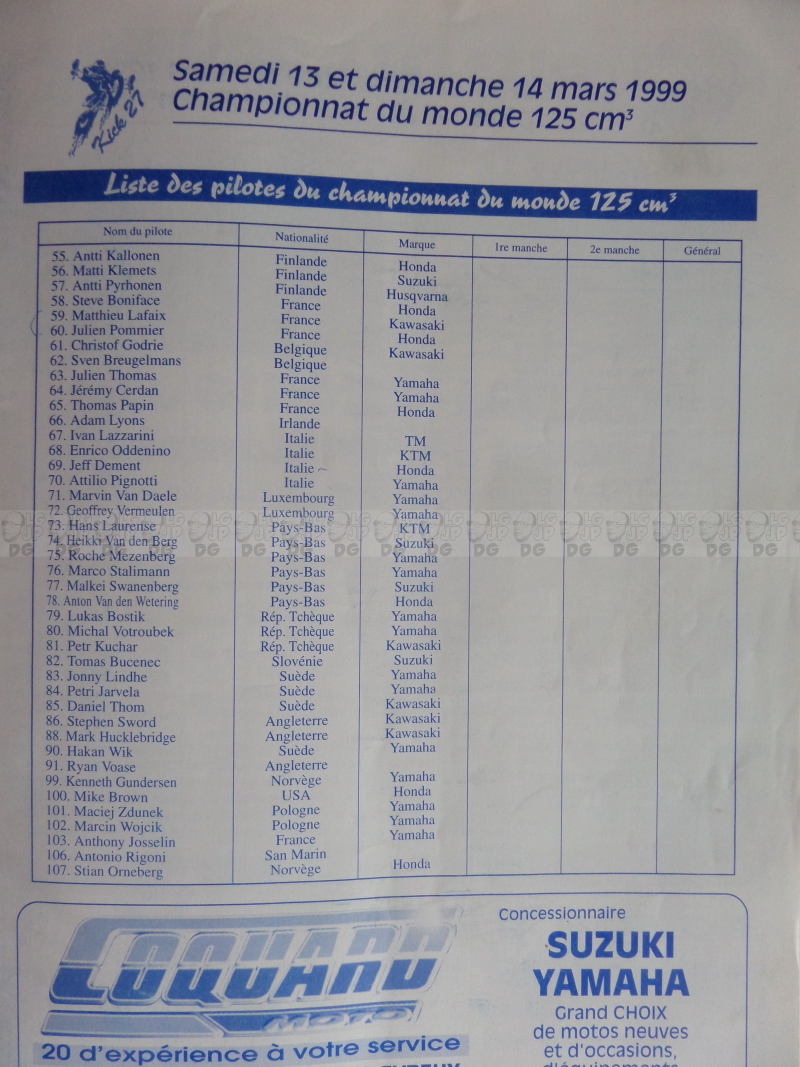 Samedi 13 et dimanche 14 mars 1999
Championnat du monde 125 cm³
Kick 27
Liste des pilotes du championnat du monde 125 cm³
Nom du pilote Nationalité Marque 1re manche 2e manche Général
55. Antti Kallonen Finlande Honda
56. Matti Klemets Finlande Suzuki
57. Antti Pyrhonen Finlande Husqvarna
58. Steve Boniface France Honda
59. Matthieu Lafaix France Kawasaki
60. Julien Pommier France Honda
61. Christof Godrie Belgique Kawasaki
62. Sven Breugelmans Belgique
63. Julien Thomas France Yamaha
64. Jérémy Cerdan France Yamaha
65. Thomas Papin France Honda
66. Adam Lyons Irlande
67. Ivan Lazzarini Italie TM
68. Enrico Oddenino Italie KTM
69. Jeff Dement Italie Honda
70. Attilio Pignotti Italie Yamaha
71. Marvin Van Daele Luxembourg Yamaha
72. Geoffrey Vermeulen Luxembourg Yamaha
73. Hans Laurense Pays-Bas KTM
74. Heikki Van den Berg Pays-Bas Suzuki
75. Roche Mezenberg Pays-Bas Yamaha
76. Marco Stalimann Pays-Bas Yamaha
77. Malkei Swanenberg Pays-Bas Suzuki
78. Anton Van den Wetering Pays-Bas Honda
79. Lukas Bostik Rép. Tchèque Yamaha
80. Michal Votroubek Rép. Tchèque Yamaha
81. Petr Kuchar Rép. Tchèque Kawasaki
82. Tomas Bucenec Slovénie Suzuki
83. Jonny Lindhe Suède Yamaha
84. Petri Jarvela Suède Yamaha
85. Daniel Thom Suède Kawasaki
86. Stephen Sword Angleterre Kawasaki
88. Mark Hucklebridge Angleterre Kawasaki
90. Hakan Wik Suède Yamaha
91. Ryan Voase Angleterre
99. Kenneth Gundersen Norvège Yamaha
100. Mike Brown USA Honda
101. Maciej Zdunek Pologne Yamaha
102. Marcin Wojcik Pologne Yamaha
103. Anthony Josselin France Yamaha
106. Antonio Rigoni San Marin
107. Stian Orneberg Norvège Honda
LUQUAND
MOTO
20 d'expérience à votre service
Concessionnaire
SUZUKI
YAMAHA
Grand CHOIX
de motos neuves
et d'occasions,
d'équipements